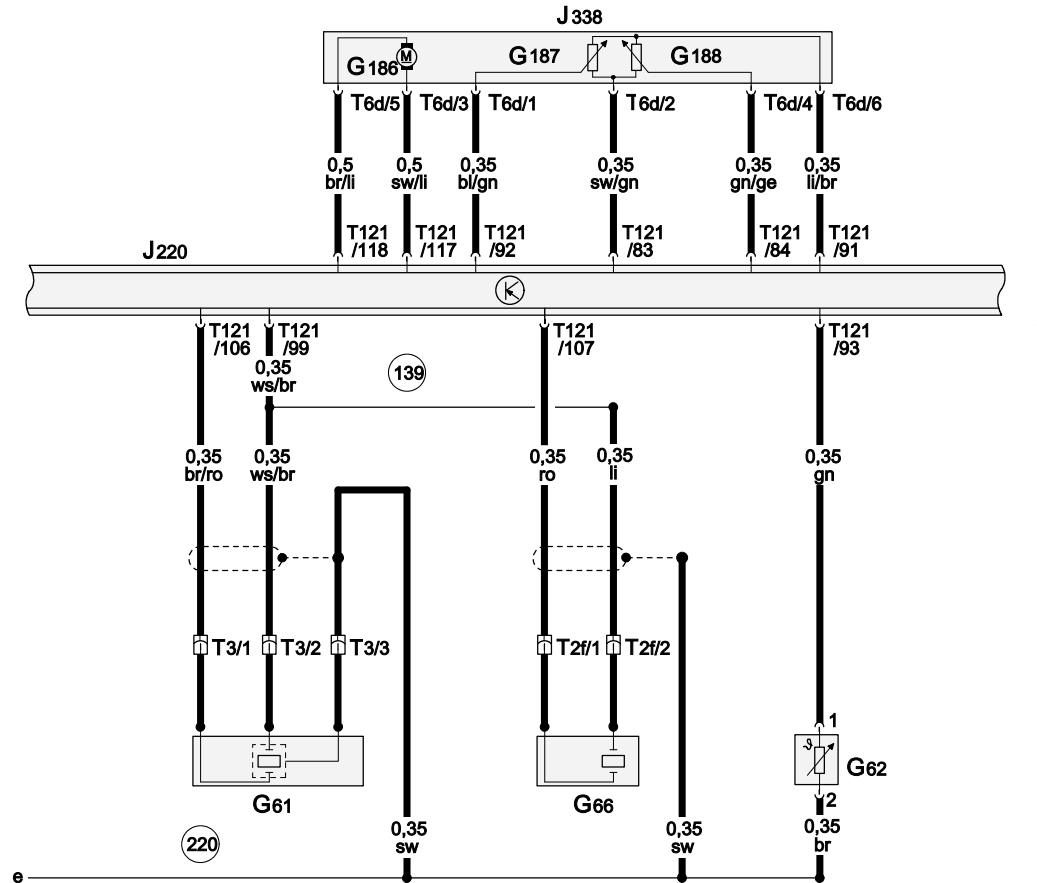 J338
G186
M
G187
G188
T6d/5
T6d/3
T6d/1
T6d/2
T6d/4
T6d/6
0,5
br/li
0,5
sw/li
0,35
bl/gn
0,35
sw/gn
0,35
gn/ge
0,35
li/br
T121
/118
T121
/117
T121
/92
T121
/83
T121
/84
T121
/91
J220
T121
/106
T121
/99
T121
/107
T121
/93
0,35
ws/br
139
0,35
br/ro
0,35
ws/br
0,35
ro
0,35
li
0,35
gn
T3/1
T3/2
T3/3
T2f/1
T2f/2
1
ϑ
G62
2
G61
G66
0,35
sw
0,35
sw
0,35
br
220
e